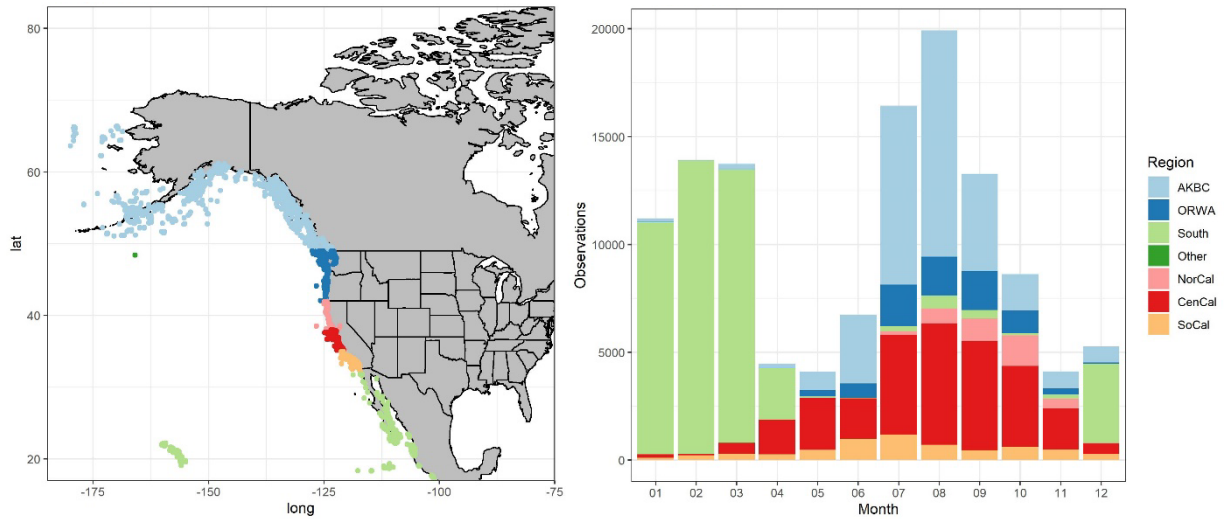 80
60
40
20
lat
-175
-150
-125
-100
-75
long
20000
15000
10000
5000
0
Observations
01 02 03 04 05 06 07 08 09 10 11 12
Month
Region
AKBC
ORWA
South
Other
NorCal
CenCal
SoCal